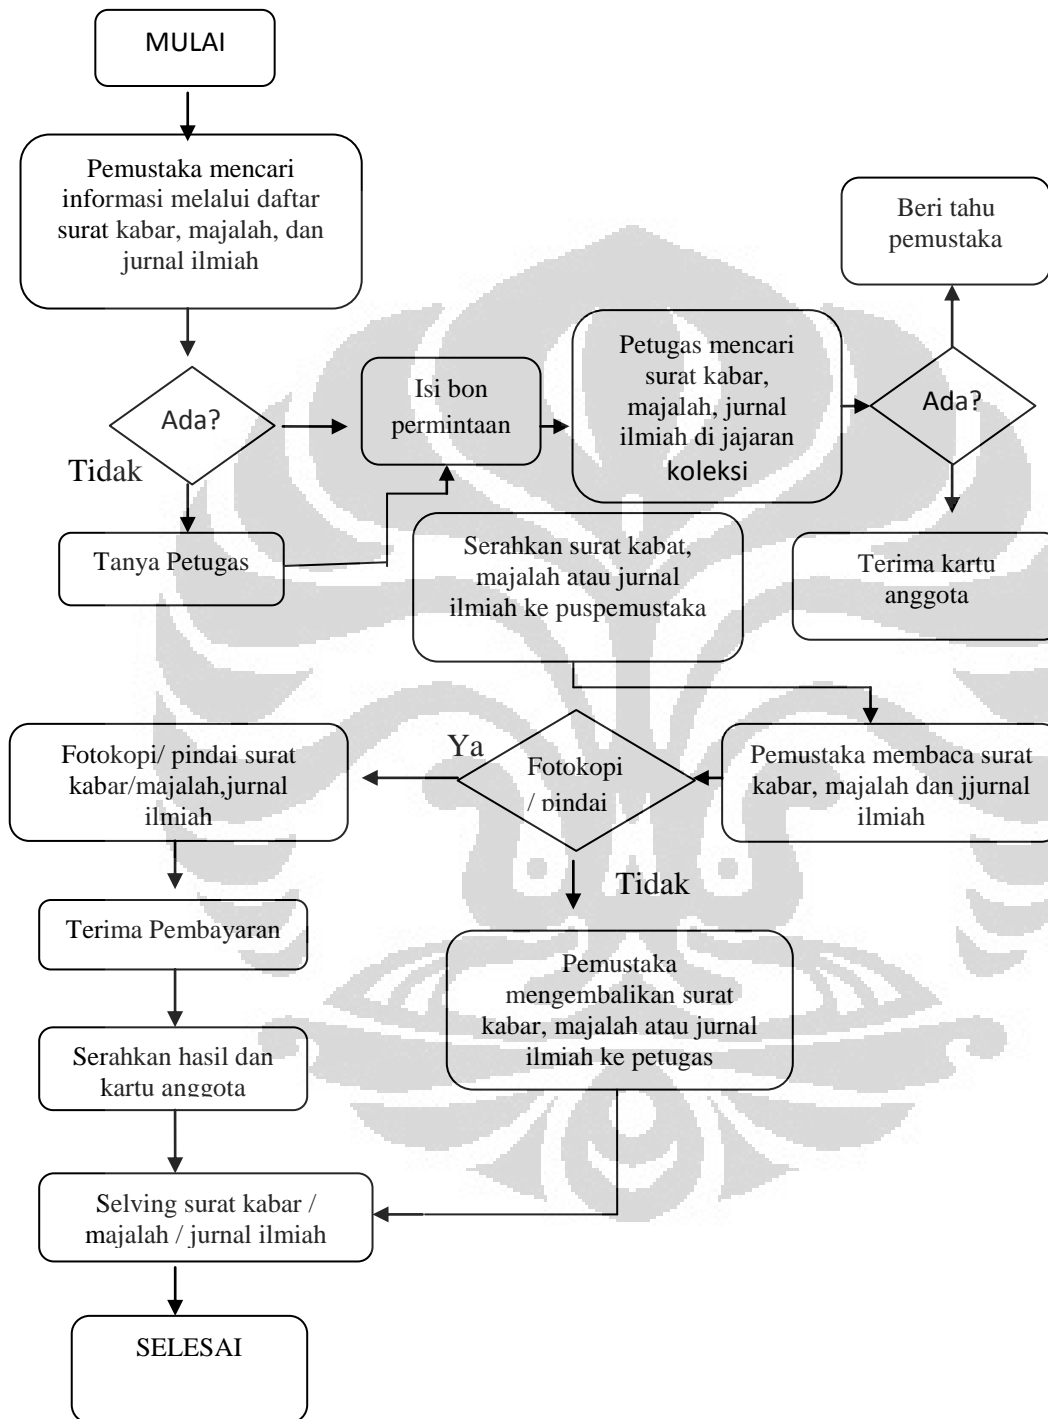 MULAI
Pemustaka mencari
informasi melalui daftar
surat kabar, majalah, dan
jurnal ilmiah
Beri tahu
pemustaka
Ada?
Tidak
Isi bon
permintaan
Petugas mencari
surat kabar,
majalah, jurnal
ilmiah di jajaran
koleksi
Ada?
Tanya Petugas
Serahkan surat kabat,
majalah atau jurnal
ilmiah ke puspemustaka
Terima kartu
anggota
Fotokopi/ pindai surat
kabar/majalah,jurnal
ilmiah
Ya
Fotokopi
/ pindai
Pemustaka membaca surat
kabar, majalah dan jjurnal
ilmiah
Tidak
Terima Pembayaran
Pemustaka
mengembalikan surat
kabar, majalah atau jurnal
ilmiah ke petugas
Serahkan hasil dan
kartu anggota
Selving surat kabar /
majalah / jurnal ilmiah
SELESAI